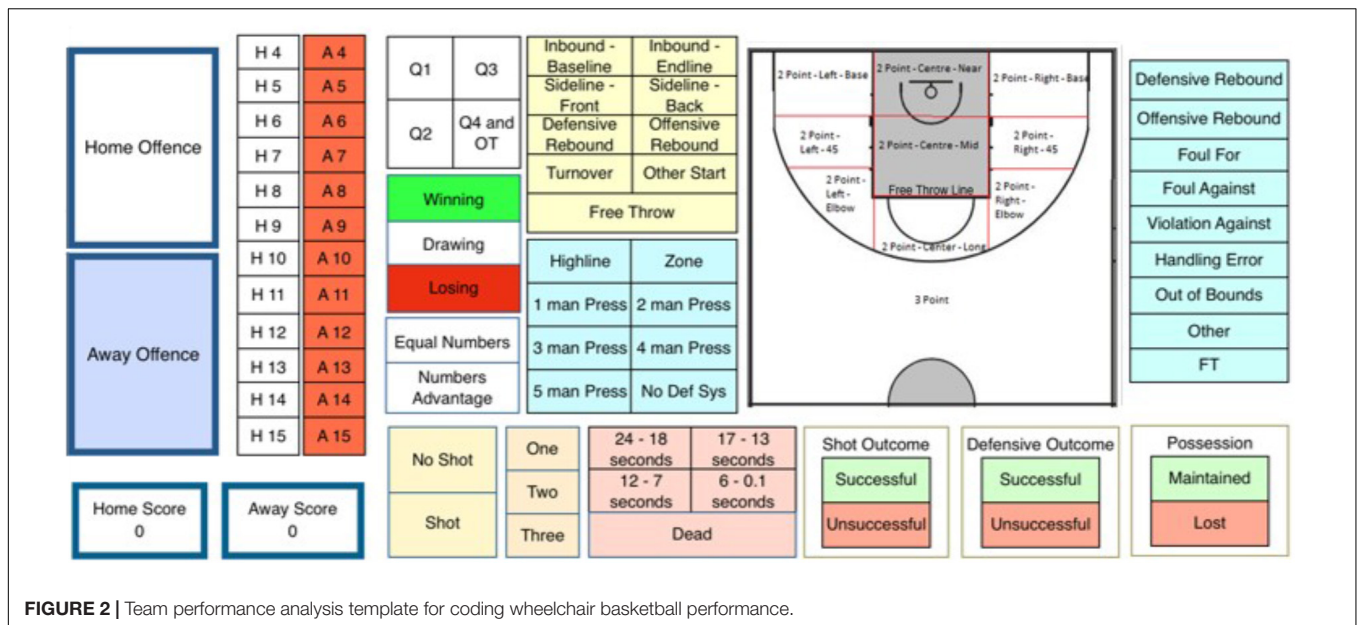 Home Offence
Away Offence
Home Score
0
Away Score
0
H 4
A 4
H 5
A 5
H 6
A 6
H 7
A 7
H 8
A 8
H 9
A 9
H 10
A 10
H 11
A 11
H 12
A 12
H 13
A 13
H 14
A 14
H 15
A 15
Q1
Q3
Q2
Q4 and
OT
Winning
Drawing
Losing
Equal Numbers
Numbers
Advantage
Inbound -
Baseline
Inbound -
Endline
Sideline -
Front
Sideline -
Back
Defensive
Rebound
Offensive
Rebound
Turnover
Other Start
Free Throw
Highline
Zone
1 man Press
2 man Press
3 man Press
4 man Press
5 man Press
No Def Sys
2 Point - Left - Base
2 Point - Centre - Near
2 Point - Right - Base
2 Point -
Left - 45
2 Point - Centre - Mid
2 Point -
Right - 45
2 Point -
Left -
Elbow
Free Throw Line
2 Point -
Right -
Elbow
2 Point - Center - Long
3 Point
Defensive Rebound
Offensive Rebound
Foul For
Foul Against
Violation Against
Handling Error
Out of Bounds
Other
FT
No Shot
Shot
One
Two
Three
24 - 18
seconds
17 - 13
seconds
12 - 7
seconds
6 - 0.1
seconds
Dead
Shot Outcome
Successful
Unsuccessful
Defensive Outcome
Successful
Unsuccessful
Possession
Maintained
Lost
FIGURE 2 | Team performance analysis template for coding wheelchair basketball performance.